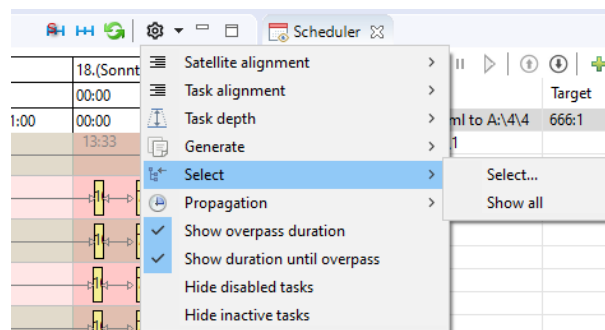 Scheduler
18.(Sonnt
Satellite alignment
00:00
Task alignment
Target
1:00
00:00
Task depth
ml to A:\4\4
666:1
13:33
Generate
Select
Select...
Propagation
Show all
Show overpass duration
Show duration until overpass
Hide disabled tasks
Hide inactive tasks